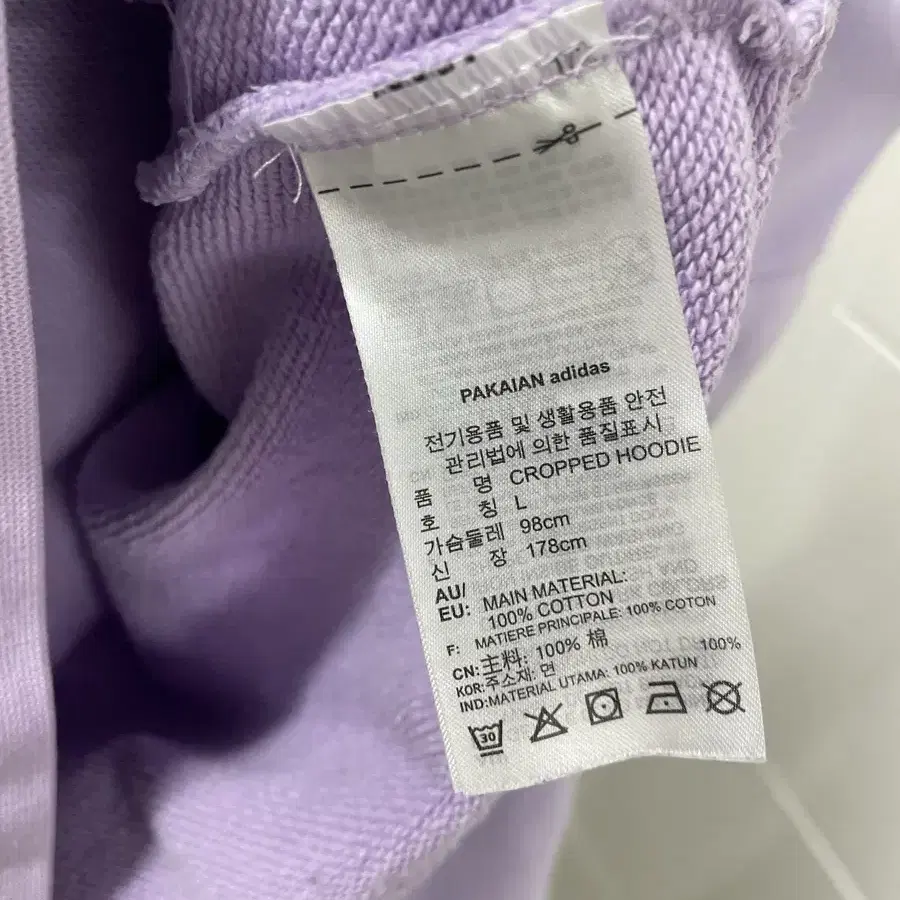 PAKAIAN adidas
전기용품 및 생활용품 안전
관리법에 의한 품질표시
품 명 CROPPED HOODIE
호 칭 L
가슴둘레 98cm
신 장 178cm
AU/
EU: MAIN MATERIAL:
100% COTTON
F: MATIERE PRINCIPALE: 100% COTON
CN:主料: 100% 棉
KOR:주소재: 면 100%
IND:MATERIAL UTAMA: 100% KATUN
30